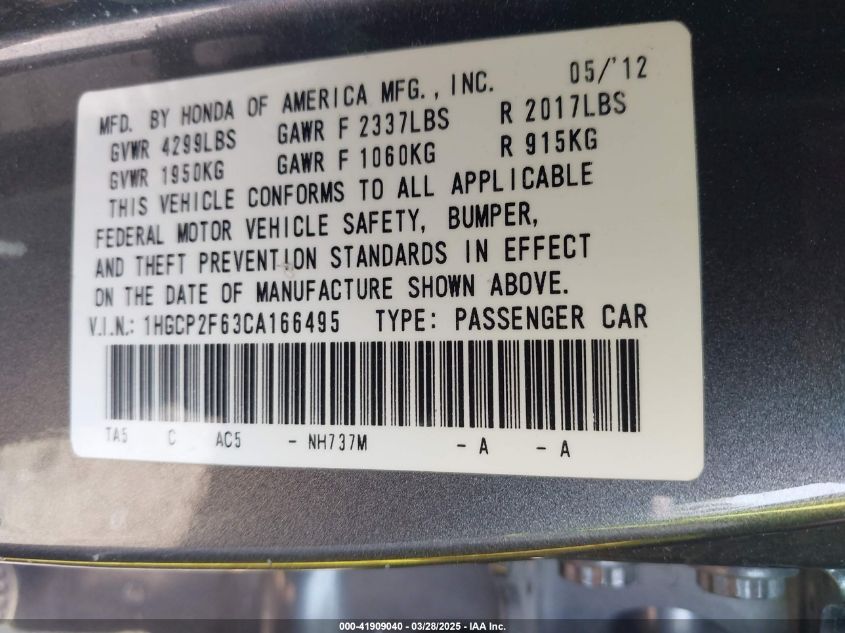 MFD. BY HONDA OF AMERICA MFG., INC. 05/'12
GVWR 4299LBS GAWR F 2337LBS R 2017LBS
GVWR 1950KG GAWR F 1060KG R 915KG
THIS VEHICLE CONFORMS TO ALL APPLICABLE
FEDERAL MOTOR VEHICLE SAFETY, BUMPER,
AND THEFT PREVENTION STANDARDS IN EFFECT
ON THE DATE OF MANUFACTURE SHOWN ABOVE.
V.I.N.: 1HGCP2F63CA166495 TYPE: PASSENGER CAR
TA5 C AC5 - NH737M - A - A
000-41909040 - 03/28/2025 - IAA Inc.